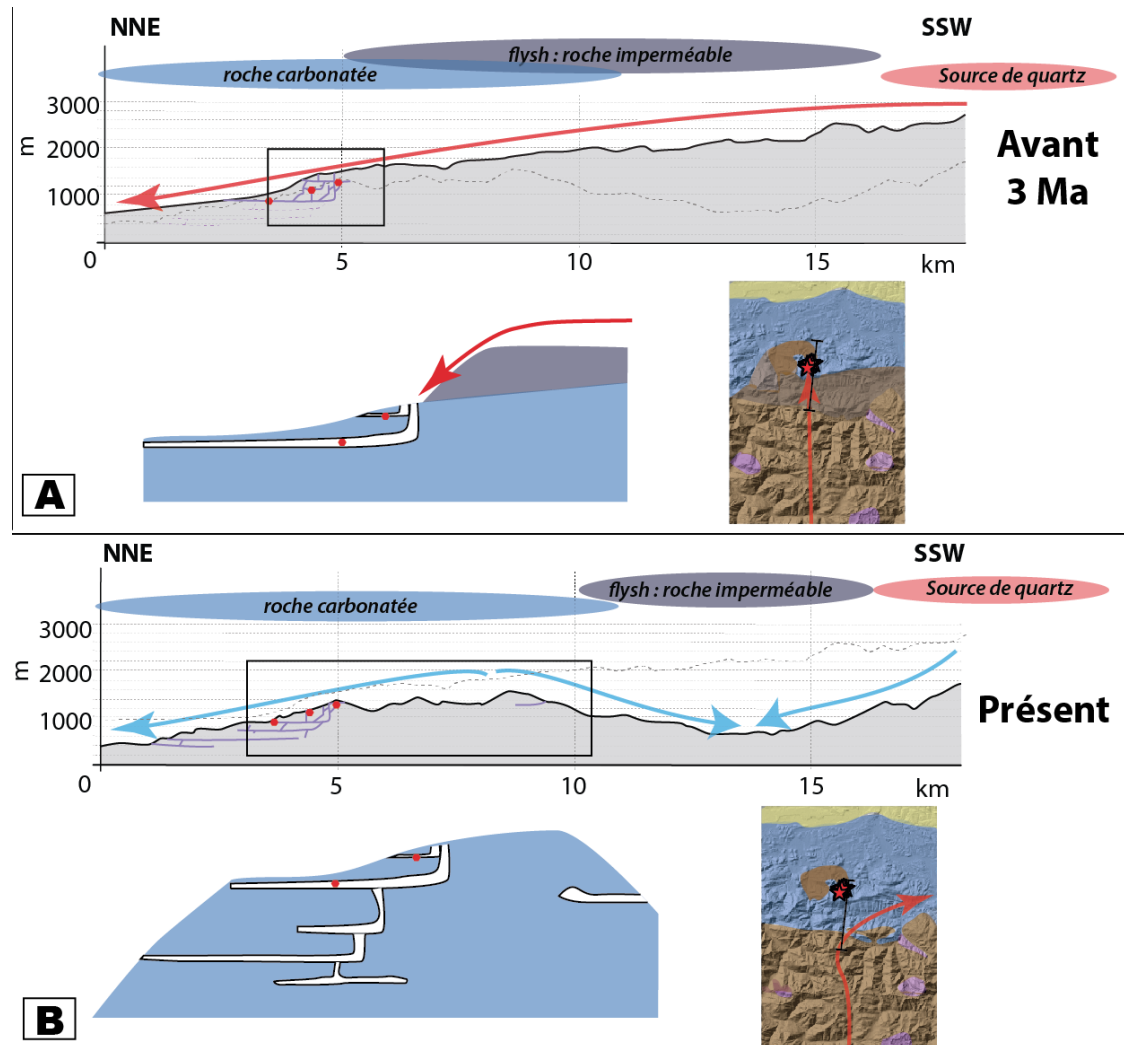 NNE
SSW
flysh : roche imperméable
roche carbonatée
Source de quartz
3000
2000
1000
m
Avant
3 Ma
0
5
10
15
km
A
NNE
SSW
flysh : roche imperméable
roche carbonatée
Source de quartz
3000
2000
1000
m
Présent
0
5
10
15
km
B